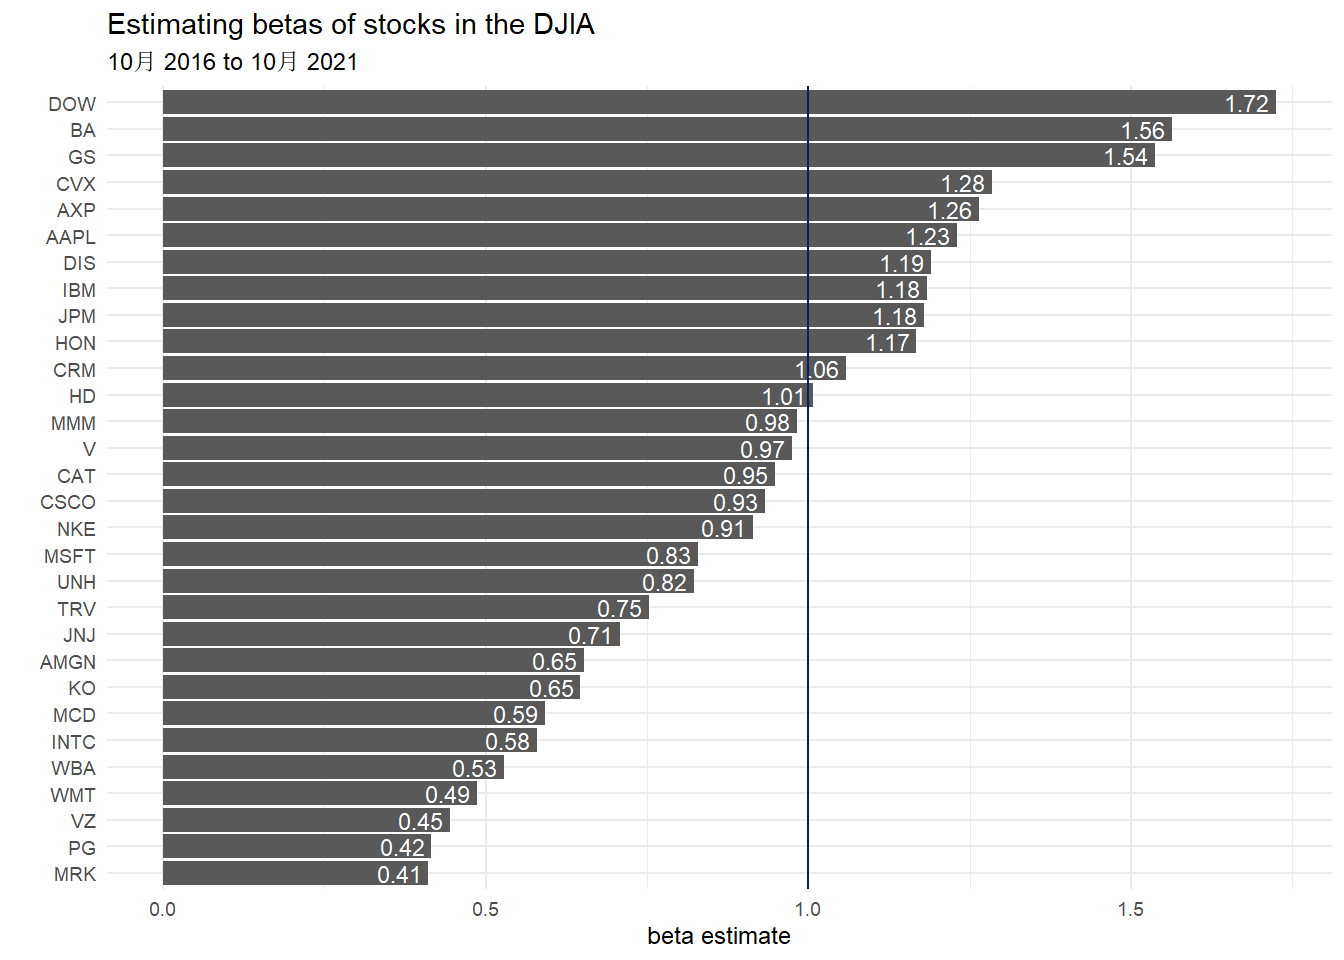 Estimating betas of stocks in the DJIA
10月 2016 to 10月 2021
DOW 1.72
BA 1.56
GS 1.54
CVX 1.28
AXP 1.26
AAPL 1.23
DIS 1.19
IBM 1.18
JPM 1.18
HON 1.17
CRM 1.06
HD 1.01
MMM 0.98
V 0.97
CAT 0.95
CSCO 0.93
NKE 0.91
MSFT 0.83
UNH 0.82
TRV 0.75
JNJ 0.71
AMGN 0.65
KO 0.65
MCD 0.59
INTC 0.58
WBA 0.53
WMT 0.49
VZ 0.45
PG 0.42
MRK 0.41
0.0 0.5 1.0 1.5
beta estimate